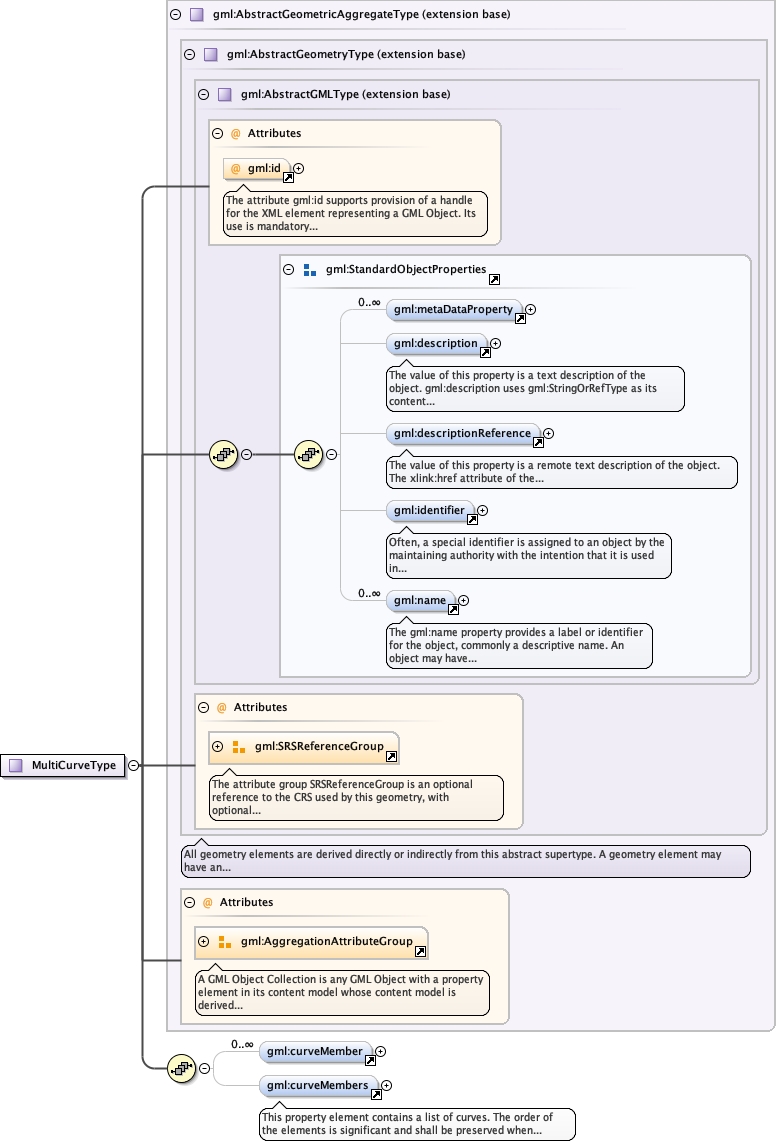 gml:AbstractGeometricAggregateType (extension base)
gml:AbstractGeometryType (extension base)
gml:AbstractGMLType (extension base)
@ Attributes
@ gml:id
The attribute gml:id supports provision of a handle
for the XML element representing a GML Object. Its
use is mandatory...
gml:StandardObjectProperties
0..∞
gml:metaDataProperty
gml:description
The value of this property is a text description of the
object. gml:description uses gml:StringOrRefType as its
content...
gml:descriptionReference
The value of this property is a remote text description of the object.
The xlink:href attribute of the...
gml:identifier
Often, a special identifier is assigned to an object by the
maintaining authority with the intention that it is used
in...
0..∞
gml:name
The gml:name property provides a label or identifier
for the object, commonly a descriptive name. An
object may have...
@ Attributes
gml:SRSReferenceGroup
The attribute group SRSReferenceGroup is an optional
reference to the CRS used by this geometry, with
optional...
MultiCurveType
All geometry elements are derived directly or indirectly from this abstract supertype. A geometry element may
have an...
@ Attributes
gml:AggregationAttributeGroup
A GML Object Collection is any GML Object with a property
element in its content model whose content model is
derived...
0..∞
gml:curveMember
gml:curveMembers
This property element contains a list of curves. The order of
the elements is significant and shall be preserved when...